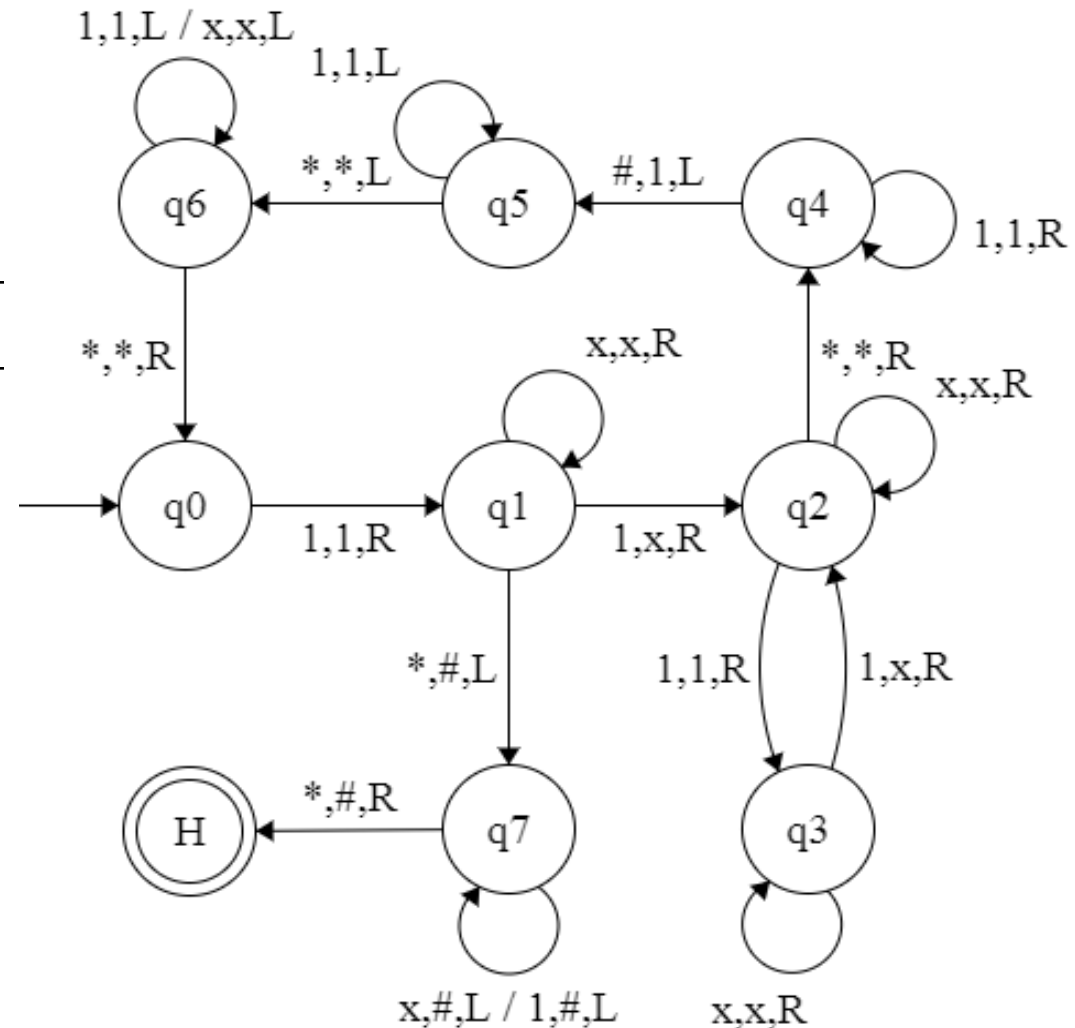 1,1,L / x,x,L
1,1,L
*,*,L
#,1,L
q6
q5
q4
1,1,R
*,*,R
x,x,R
*,*,R
x,x,R
q0
q1
q2
1,1,R
1,x,R
*,#,L
1,1,R
1,x,R
*,#,R
H
q7
q3
x,#,L / 1,#,L
x,x,R